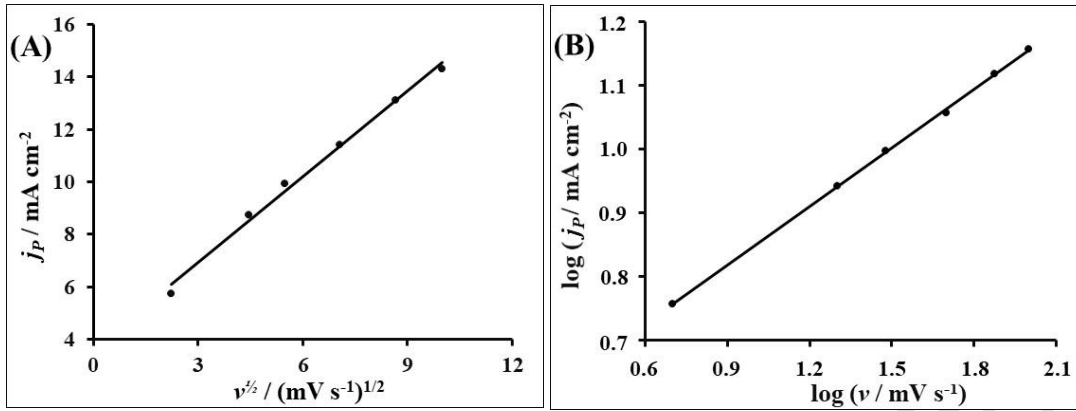 (A)
j_P / mA cm⁻²
16
14
12
10
8
6
4
0 3 6 9 12
v^½ / (mV s⁻¹)^1/2
(B)
log ( j_P / mA cm⁻²)
1.2
1.1
1.0
0.9
0.8
0.7
0.6 0.9 1.2 1.5 1.8 2.1
log (v / mV s⁻¹)